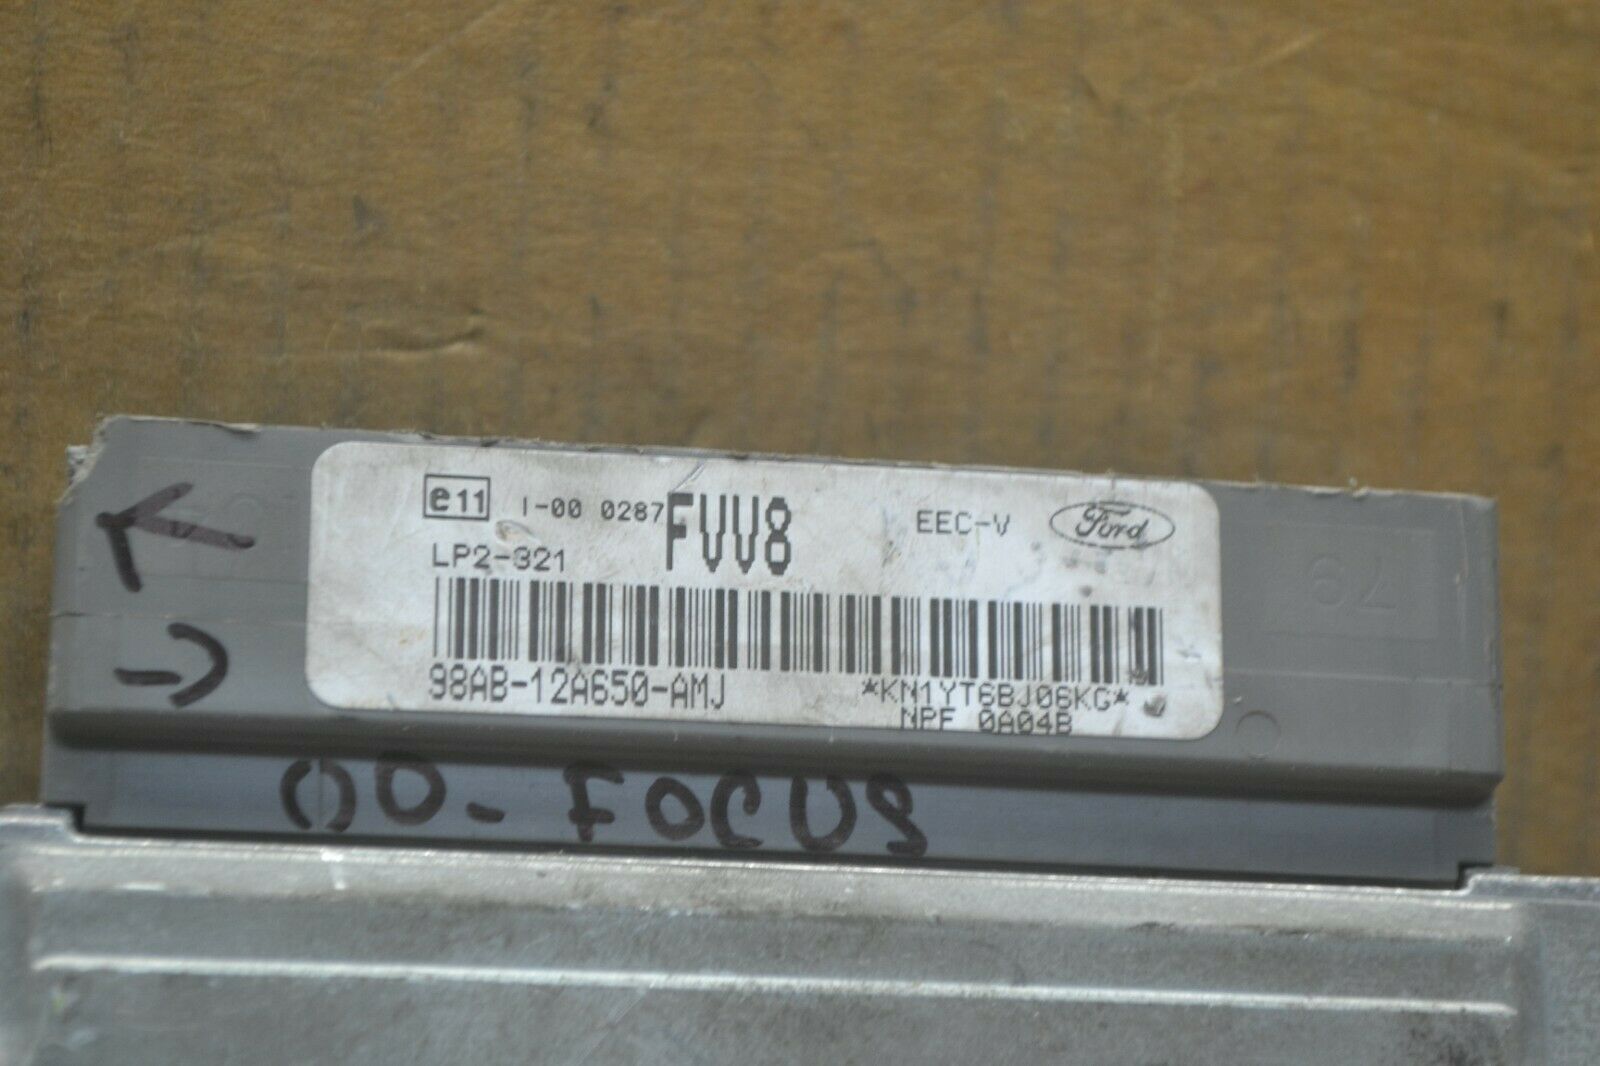 e11 I-00 0287 FVV8 EEC-V Ford
LP2-321
98AB-12A650-AMJ *KN1YT6BJ06KG*
NPF 0A04B
00-FOCUS